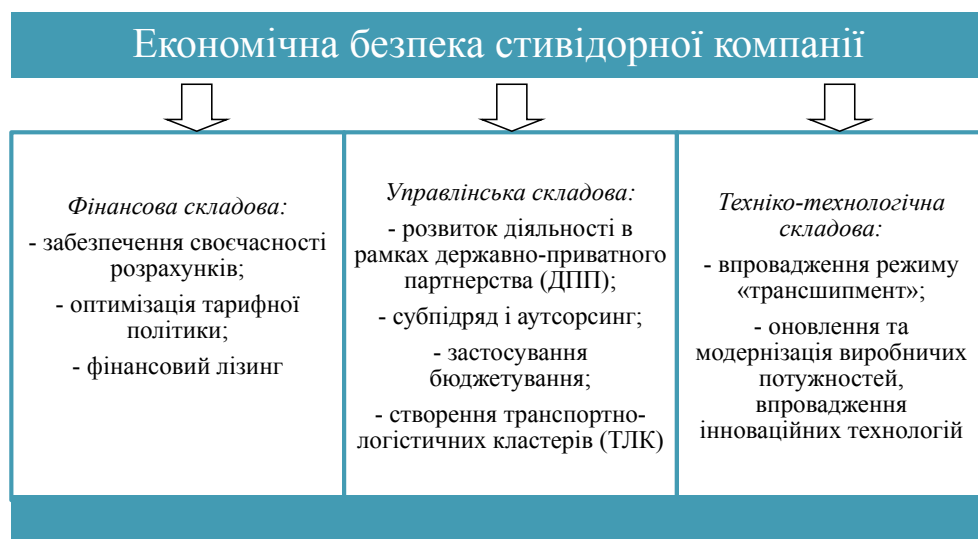 Економічна безпека стивідорної компанії
Фінансова складова:
- забезпечення своєчасності
розрахунків;
- оптимізація тарифної
політики;
- фінансовий лізинг
Управлінська складова:
- розвиток діяльності в
рамках державно-приватного
партнерства (ДПП);
- субпідряд і аутсорсинг;
- застосування
бюджетування;
- створення транспортно-
логістичних кластерів (ТЛК)
Техніко-технологічна
складова:
- впровадження режиму
«трансшипмент»;
- оновлення та
модернізація виробничих
потужностей,
впровадження
інноваційних технологій